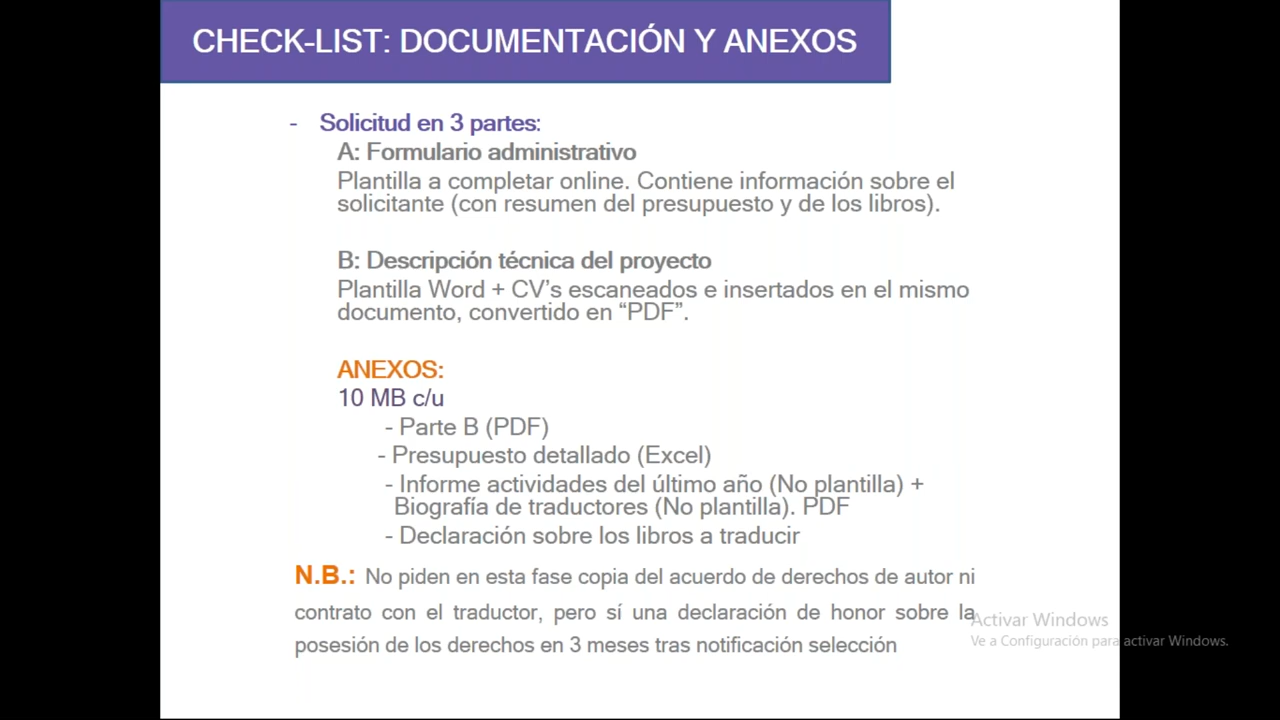 CHECK-LIST: DOCUMENTACIÓN Y ANEXOS
- Solicitud en 3 partes:
A: Formulario administrativo
Plantilla a completar online. Contiene información sobre el
solicitante (con resumen del presupuesto y de los libros).
B: Descripción técnica del proyecto
Plantilla Word + CV’s escaneados e insertados en el mismo
documento, convertido en “PDF”.
ANEXOS:
10 MB c/u
- Parte B (PDF)
- Presupuesto detallado (Excel)
- Informe actividades del último año (No plantilla) +
Biografía de traductores (No plantilla). PDF
- Declaración sobre los libros a traducir
N.B.: No piden en esta fase copia del acuerdo de derechos de autor ni
contrato con el traductor, pero sí una declaración de honor sobre la
posesión de los derechos en 3 meses tras notificación selección
Activar Windows
Ve a Configuración para activar Windows.